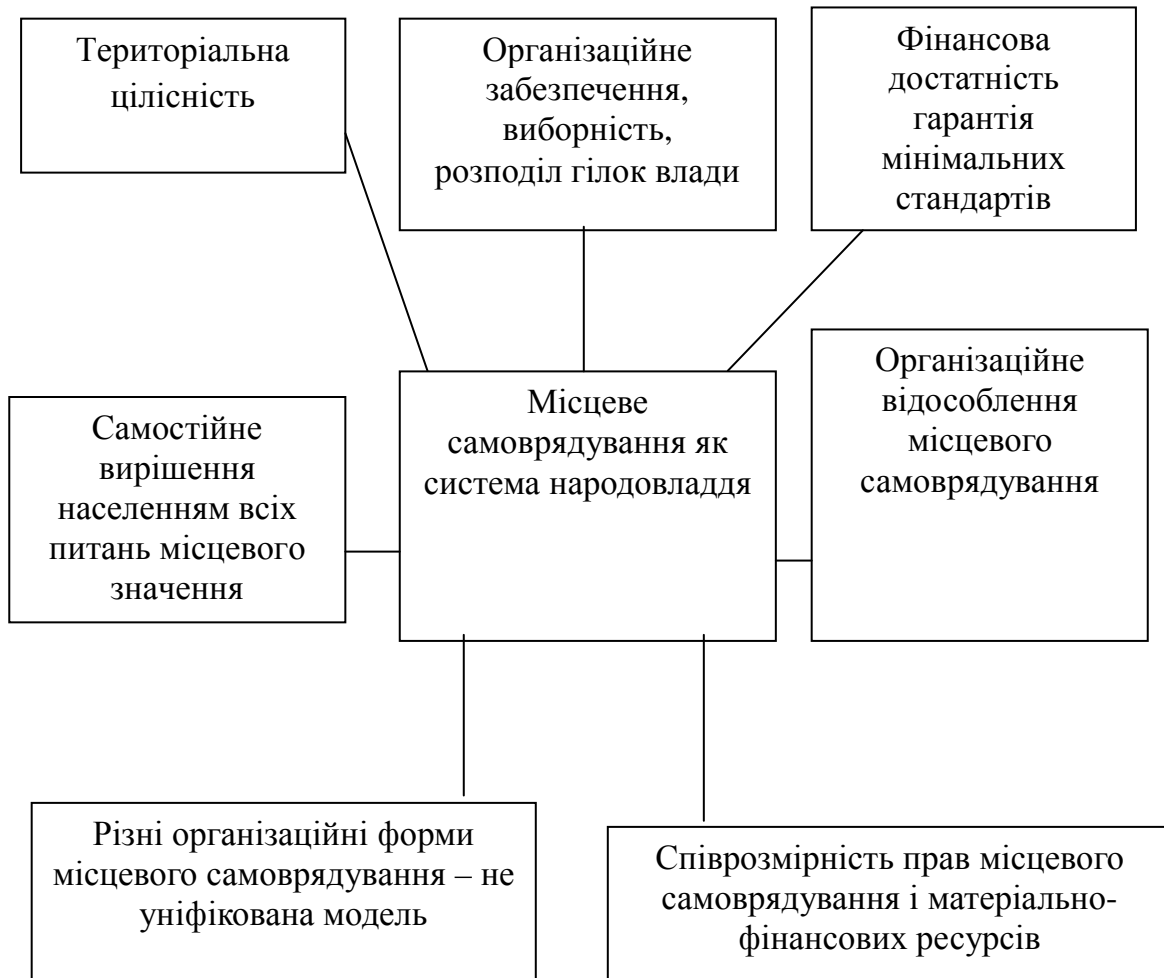 Територіальна
цілісність
Організаційне
забезпечення,
виборність,
розподіл гілок влади
Фінансова
достатність
гарантія
мінімальних
стандартів
Самостійне
вирішення
населенням всіх
питань місцевого
значення
Місцеве
самоврядування як
система народовладдя
Організаційне
відособлення
місцевого
самоврядування
Різні організаційні форми
місцевого самоврядування – не
уніфікована модель
Співрозмірність прав місцевого
самоврядування і матеріально-
фінансових ресурсів